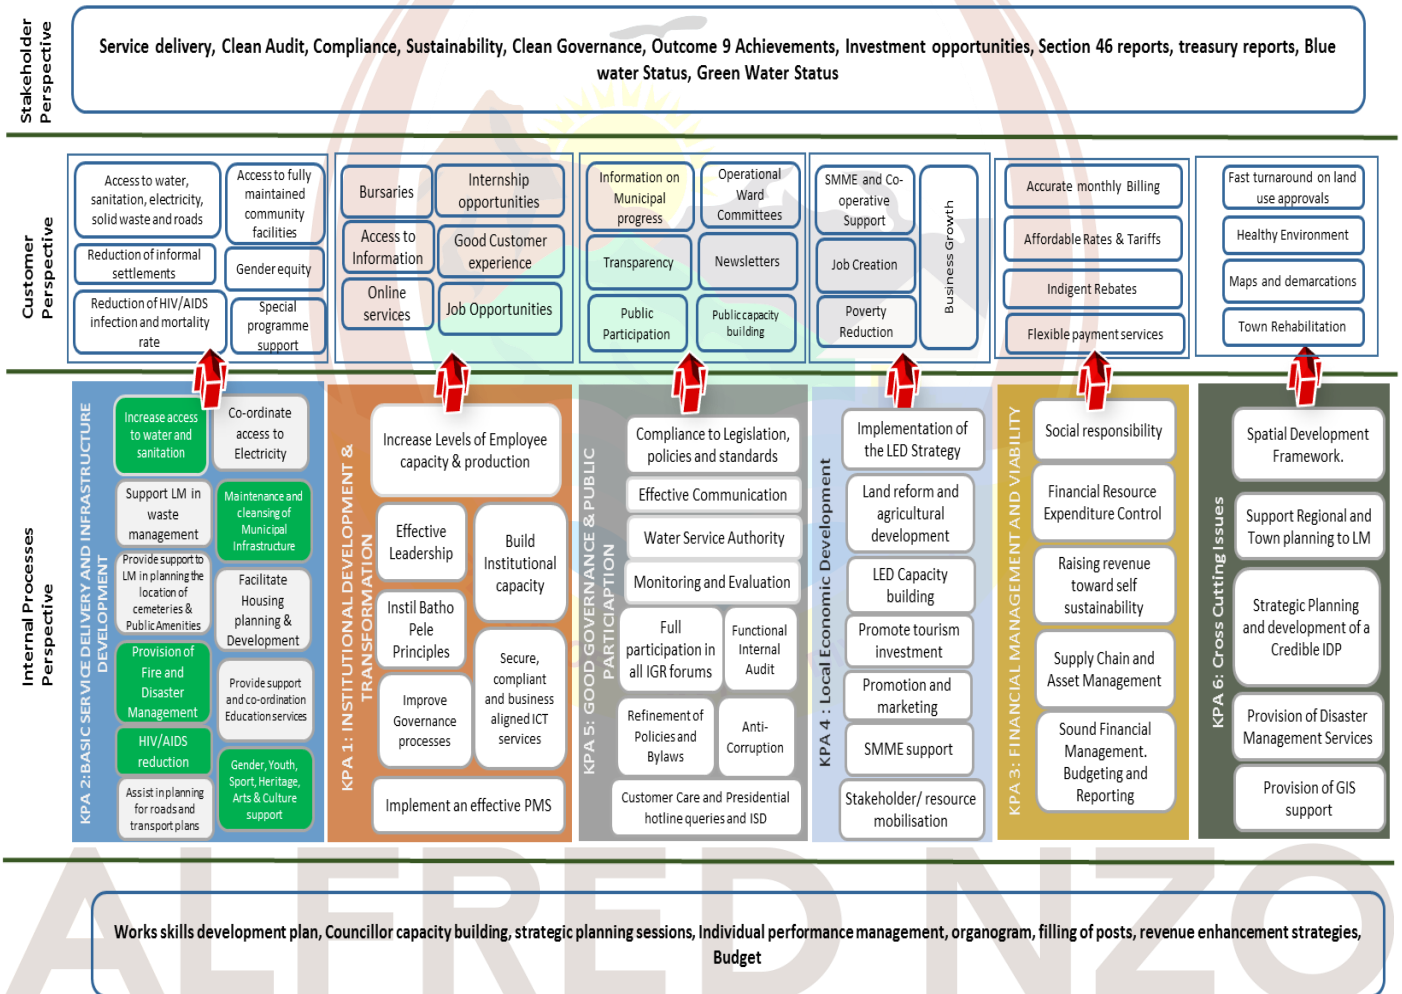 Stakeholder
Perspective
Service delivery, Clean Audit, Compliance, Sustainability, Clean Governance, Outcome 9 Achievements, Investment opportunities, Section 46 reports, treasury reports, Blue
water Status, Green Water Status
Customer
Perspective
Access to water,
sanitation, electricity,
solid waste and roads
Access to fully
maintained
community
facilities
Reduction of informal
settlements
Gender equity
Reduction of HIV/AIDS
infection and mortality
rate
Special
programme
support
Bursaries
Internship
opportunities
Access to
Information
Good Customer
experience
Online
services
Job Opportunities
Information on
Municipal
progress
Operational
Ward
Committees
Transparency
Newsletters
Public
Participation
Public capacity
building
SMME and Co-
operative
Support
Job Creation
Poverty
Reduction
Business Growth
Accurate monthly Billing
Affordable Rates & Tariffs
Indigent Rebates
Flexible payment services
Fast turnaround on land
use approvals
Healthy Environment
Maps and demarcations
Town Rehabilitation
Internal Processes
Perspective
KPA 2:BASIC SERVICE DELIVERY AND INFRASTRUCTURE
DEVELOPMENT
Increase access
to water and
sanitation
Co-ordinate
access to
Electricity
Support LM in
waste
management
Maintenance and
cleansing of
Municipal
Infrastructure
Provide support to
LM in planning the
location of
cemeteries &
Public Amenities
Facilitate
Housing
planning &
Development
Provision of
Fire and
Disaster
Management
Provide support
and co-ordination
Education services
HIV/AIDS
reduction
Gender, Youth,
Sport, Heritage,
Arts & Culture
support
Assist in planning
for roads and
transport plans
KPA 1: INSTITUTIONAL DEVELOPMENT &
TRANSFORMATION
Increase Levels of Employee
capacity & production
Effective
Leadership
Build
Institutional
capacity
Instil Batho
Pele
Principles
Secure,
compliant
and business
aligned ICT
services
Improve
Governance
processes
Implement an effective PMS
KPA 5: GOOD GOVERNANCE & PUBLIC
PARTICIAPTION
Compliance to Legislation,
policies and standards
Effective Communication
Water Service Authority
Monitoring and Evaluation
Full
participation in
all IGR forums
Functional
Internal
Audit
Refinement of
Policies and
Bylaws
Anti-
Corruption
Customer Care and Presidential
hotline queries and ISD
KPA 4 : Local Economic Development
Implementation of
the LED Strategy
Land reform and
agricultural
development
LED Capacity
building
Promote tourism
investment
Promotion and
marketing
SMME support
Stakeholder/ resource
mobilisation
KPA 3: FINANCIAL MANAGEMENT AND VIABILITY
Social responsibility
Financial Resource
Expenditure Control
Raising revenue
toward self
sustainability
Supply Chain and
Asset Management
Sound Financial
Management.
Budgeting and
Reporting
KPA 6: Cross Cutting Issues
Spatial Development
Framework.
Support Regional and
Town planning to LM
Strategic Planning
and development of a
Credible IDP
Provision of Disaster
Management Services
Provision of GIS
support
ALFRED NZO
Works skills development plan, Councillor capacity building, strategic planning sessions, Individual performance management, organogram, filling of posts, revenue enhancement strategies,
Budget